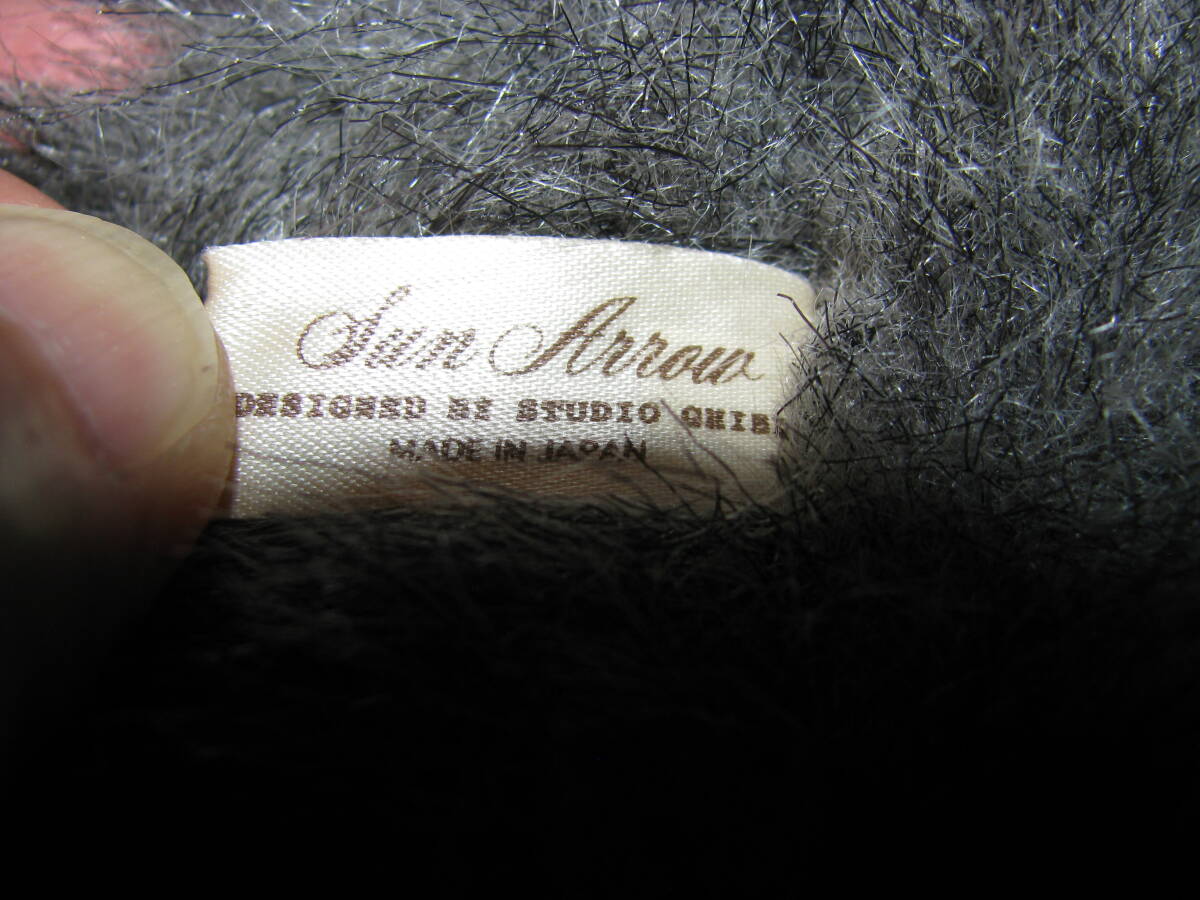 Sun Arrow
DESIGNED BY STUDIO GHIB
MADE IN JAPAN